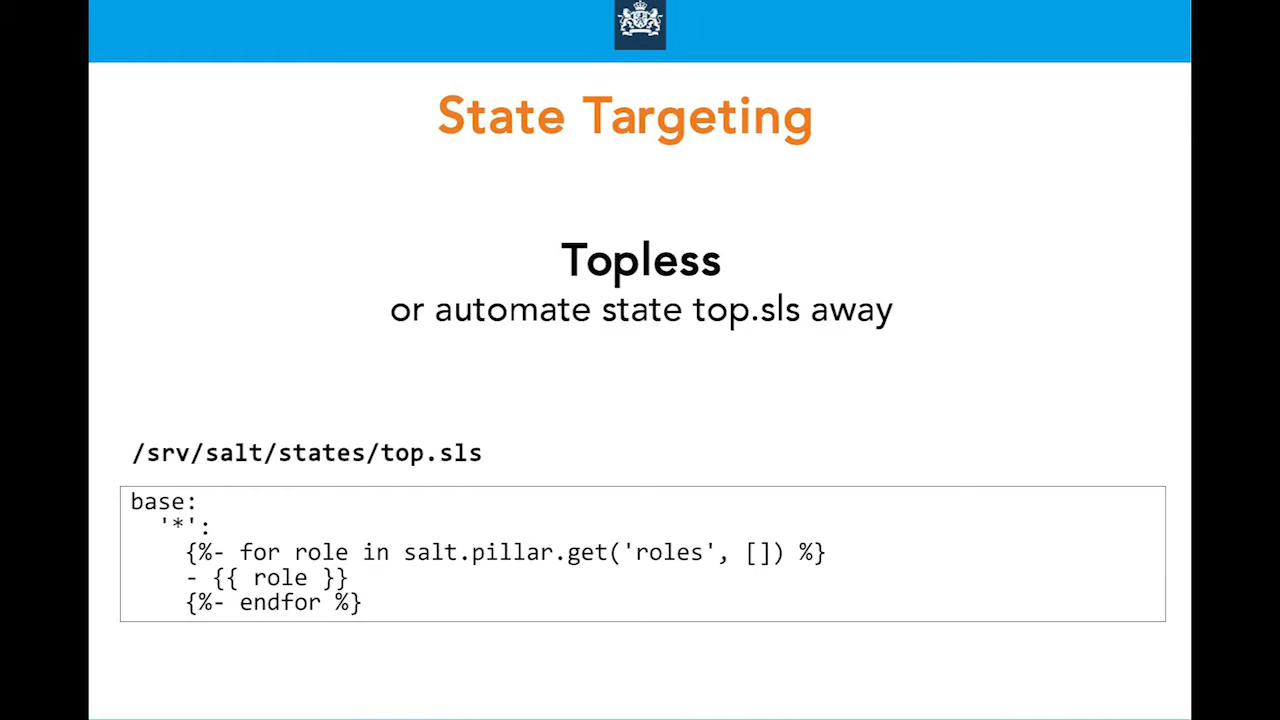 State Targeting
Topless
or automate state top.sls away
/srv/salt/states/top.sls
base:
  '*':
    {%- for role in salt.pillar.get('roles', []) %}
    - {{ role }}
    {%- endfor %}